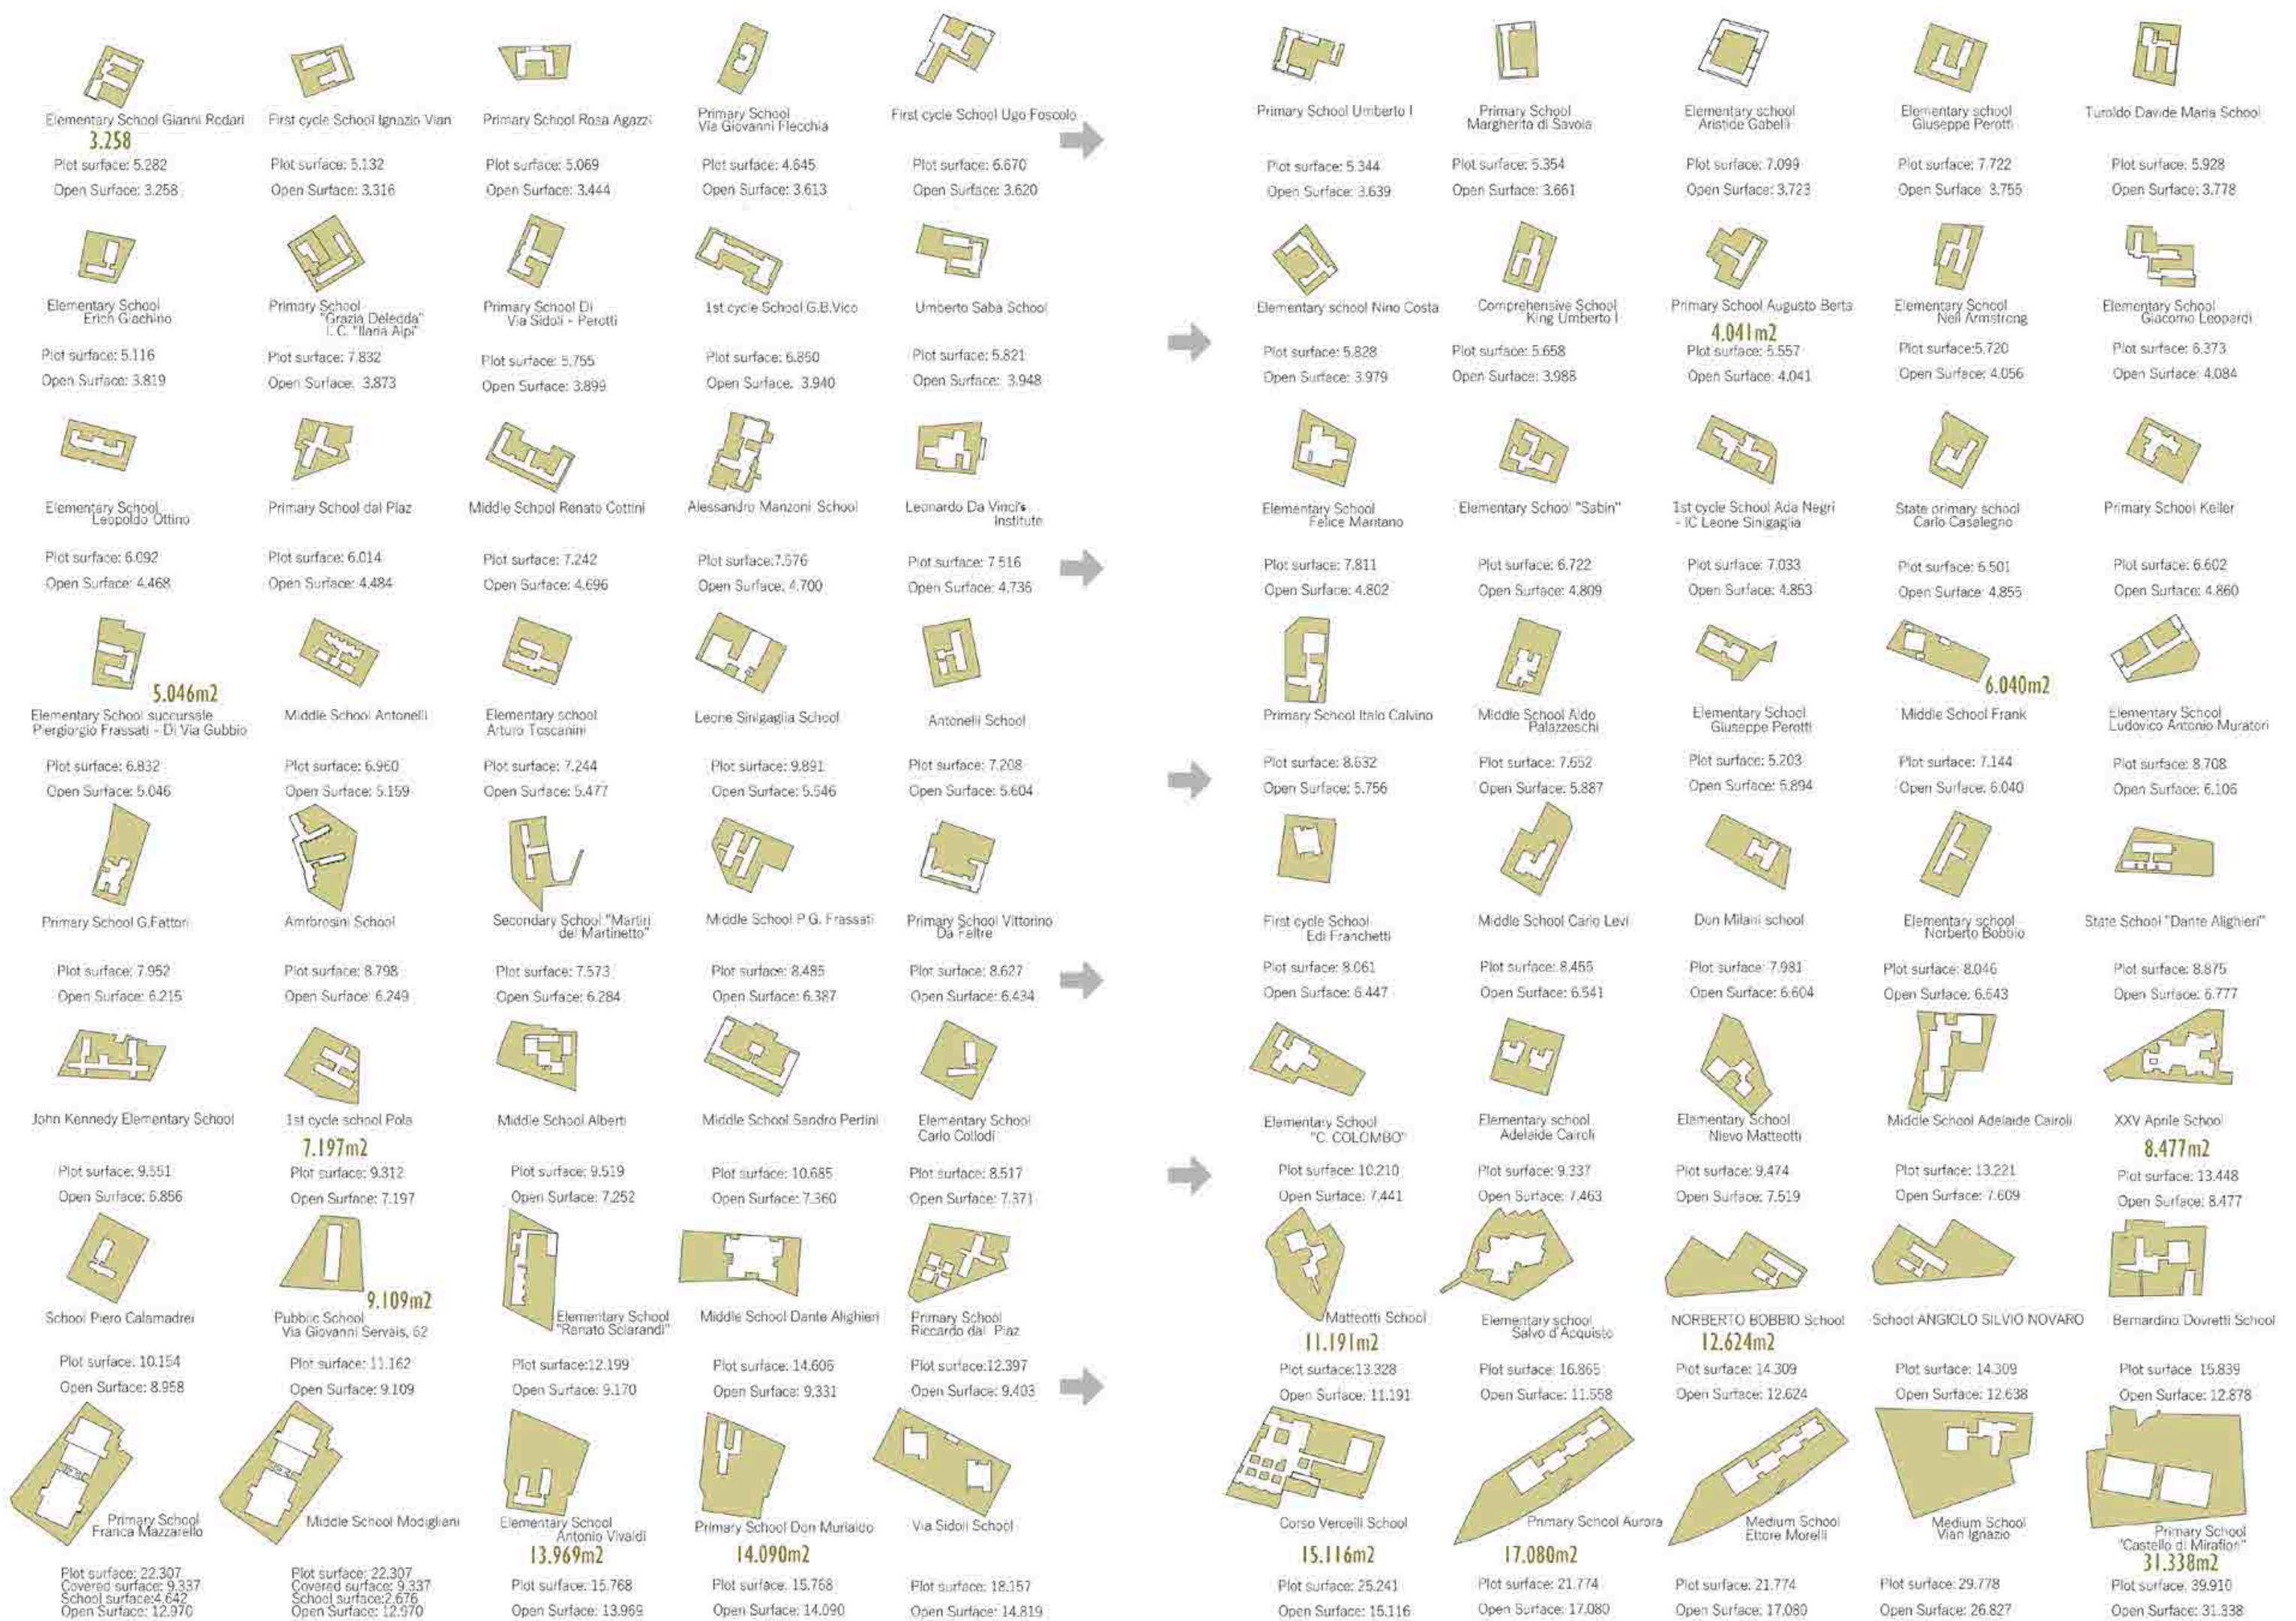 Elementary School Gianni Rodari
3.258
Plot surface: 5.282
Open Surface: 3.258
First cycle School Ignazio Vian
Plot surface: 5.132
Open Surface: 3.316
Primary School Rosa Agazzi
Plot surface: 5.069
Open Surface: 3.444
Primary School
Via Giovanni Flecchia
Plot surface: 4.645
Open Surface: 3.613
First cycle School Ugo Foscolo
Plot surface: 6.670
Open Surface: 3.620
Primary School Umberto I
Plot surface: 5.344
Open Surface: 3.639
Primary School
Margherita di Savoia
Plot surface: 5.354
Open Surface: 3.661
Elementary school
Aristide Gabelli
Plot surface: 7.099
Open Surface: 3.723
Elementary school
Giuseppe Perotti
Plot surface: 7.722
Open Surface: 3.755
Turoldo Davide Maria School
Plot surface: 5.928
Open Surface: 3.778
Elementary School
Erich Giachino
Plot surface: 5.116
Open Surface: 3.819
Primary School
"Grazia Deledda"
I. C. "Ilaria Alpi"
Plot surface: 7.832
Open Surface: 3.873
Primary School Di
Via Sidoli - Perotti
Plot surface: 5.755
Open Surface: 3.899
1st cycle School G.B.Vico
Plot surface: 6.850
Open Surface: 3.940
Umberto Saba School
Plot surface: 5.821
Open Surface: 3.948
Elementary school Nino Costa
Plot surface: 5.828
Open Surface: 3.979
Comprehensive School
King Umberto I
Plot surface: 5.658
Open Surface: 3.988
Primary School Augusto Berta
4.041m2
Plot surface: 5.557
Open Surface: 4.041
Elementary School
Neil Armstrong
Plot surface:5.720
Open Surface: 4.056
Elementary School
Giacomo Leopardi
Plot surface: 6.373
Open Surface: 4.084
Elementary School
Leopoldo Ottino
Plot surface: 6.092
Open Surface: 4.468
Primary School dal Piaz
Plot surface: 6.014
Open Surface: 4.484
Middle School Renato Cottini
Plot surface: 7.242
Open Surface: 4.696
Alessandro Manzoni School
Plot surface:7.576
Open Surface: 4.700
Leonardo Da Vinci's
Institute
Plot surface: 7.516
Open Surface: 4.736
Elementary School
Felice Maritano
Plot surface: 7.811
Open Surface: 4.802
Elementary School "Sabin"
Plot surface: 6.722
Open Surface: 4.809
1st cycle School Ada Negri
- IC Leone Sinigaglia
Plot surface: 7.033
Open Surface: 4.853
State primary school
Carlo Casalegno
Plot surface: 6.501
Open Surface: 4.855
Primary School Keller
Plot surface: 6.602
Open Surface: 4.860
5.046m2
Elementary School succursale
Piergiorgio Frassati - Di Via Gubbio
Plot surface: 6.832
Open Surface: 5.046
Middle School Antonelli
Plot surface: 6.960
Open Surface: 5.159
Elementary school
Arturo Toscanini
Plot surface: 7.244
Open Surface: 5.477
Leone Sinigaglia School
Plot surface: 9.891
Open Surface: 5.546
Antonelli School
Plot surface: 7.208
Open Surface: 5.604
Primary School Italo Calvino
Plot surface: 8.632
Open Surface: 5.756
Middle School Aldo
Palazzeschi
Plot surface: 7.652
Open Surface: 5.887
Elementary School
Giuseppe Perotti
Plot surface: 5.203
Open Surface: 5.894
6.040m2
Middle School Frank
Plot surface: 7.144
Open Surface: 6.040
Elementary School
Ludovico Antonio Muratori
Plot surface: 8.708
Open Surface: 6.106
Primary School G.Fattori
Plot surface: 7.952
Open Surface: 6.215
Amrbrosini School
Plot surface: 8.798
Open Surface: 6.249
Secondary School "Martiri
del Martinetto"
Plot surface: 7.573
Open Surface: 6.284
Middle School P.G. Frassati
Plot surface: 8.485
Open Surface: 6.387
Primary School Vittorino
Da Feltre
Plot surface: 8.627
Open Surface: 6.434
First cycle School
Edi Franchetti
Plot surface: 8.061
Open Surface: 6.447
Middle School Carlo Levi
Plot surface: 8.455
Open Surface: 6.541
Don Milani school
Plot surface: 7.981
Open Surface: 6.604
Elementary school
Norberto Bobbio
Plot surface: 8.046
Open Surface: 6.643
State School "Dante Alighieri"
Plot surface: 8.875
Open Surface: 6.777
John Kennedy Elementary School
Plot surface: 9.551
Open Surface: 6.856
1st cycle school Pola
7.197m2
Plot surface: 9.312
Open Surface: 7.197
Middle School Alberti
Plot surface: 9.519
Open Surface: 7.252
Middle School Sandro Pertini
Plot surface: 10.685
Open Surface: 7.360
Elementary School
Carlo Collodi
Plot surface: 8.517
Open Surface: 7.371
Elementary School
"C. COLOMBO"
Plot surface: 10.210
Open Surface: 7.441
Elementary school
Adelaide Cairoli
Plot surface: 9.337
Open Surface: 7.463
Elementary School
Nievo Matteotti
Plot surface: 9.474
Open Surface: 7.519
Middle School Adelaide Cairoli
Plot surface: 13.221
Open Surface: 7.609
XXV Aprile School
8.477m2
Plot surface: 13.448
Open Surface: 8.477
School Piero Calamadrei
Plot surface: 10.154
Open Surface: 8.958
9.109m2
Pubblic School
Via Giovanni Servais, 62
Plot surface: 11.162
Open Surface: 9.109
Elementary School
"Renato Sclarandi"
Plot surface:12.199
Open Surface: 9.170
Middle School Dante Alighieri
Plot surface: 14.606
Open Surface: 9.331
Primary School
Riccardo dal Piaz
Plot surface:12.397
Open Surface: 9.403
Matteotti School
11.191m2
Plot surface:13.328
Open Surface: 11.191
Elementary school
Salvo d'Acquisto
Plot surface: 16.865
Open Surface: 11.558
NORBERTO BOBBIO School
12.624m2
Plot surface: 14.309
Open Surface: 12.624
School ANGIOLO SILVIO NOVARO
Plot surface: 14.309
Open Surface: 12.638
Bernardino Dovretti School
Plot surface: 15.839
Open Surface: 12.878
Primary School
Franca Mazzarello
Plot surface: 22.307
Covered surface: 9.337
School surface:4.642
Open Surface: 12.970
Middle School Modigliani
Plot surface: 22.307
Covered surface: 9.337
School surface:2.676
Open Surface: 12.970
Elementary School
Antonio Vivaldi
13.969m2
Plot surface: 15.768
Open Surface: 13.969
Primary School Don Murialdo
14.090m2
Plot surface: 15.768
Open Surface: 14.090
Via Sidoli School
Plot surface: 18.157
Open Surface: 14.819
Corso Vercelli School
15.116m2
Plot surface: 25.241
Open Surface: 15.116
Primary School Aurora
17.080m2
Plot surface: 21.774
Open Surface: 17.080
Medium School
Ettore Morelli
Plot surface: 21.774
Open Surface: 17.080
Medium School
Vian Ignazio
Plot surface: 29.778
Open Surface: 26.827
Primary School
"Castello di Mirafiori"
31.338m2
Plot surface: 39.910
Open Surface: 31.338